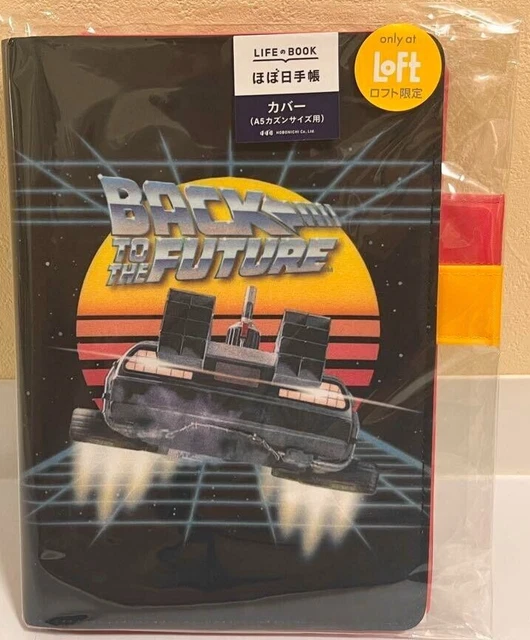 LIFEのBOOK
ほぼ日手帳
カバー
(A5カズンサイズ用)
HOBONICHI Co., Ltd.
only at
LoFt
ロフト限定
BACK
TO
THE FUTURE